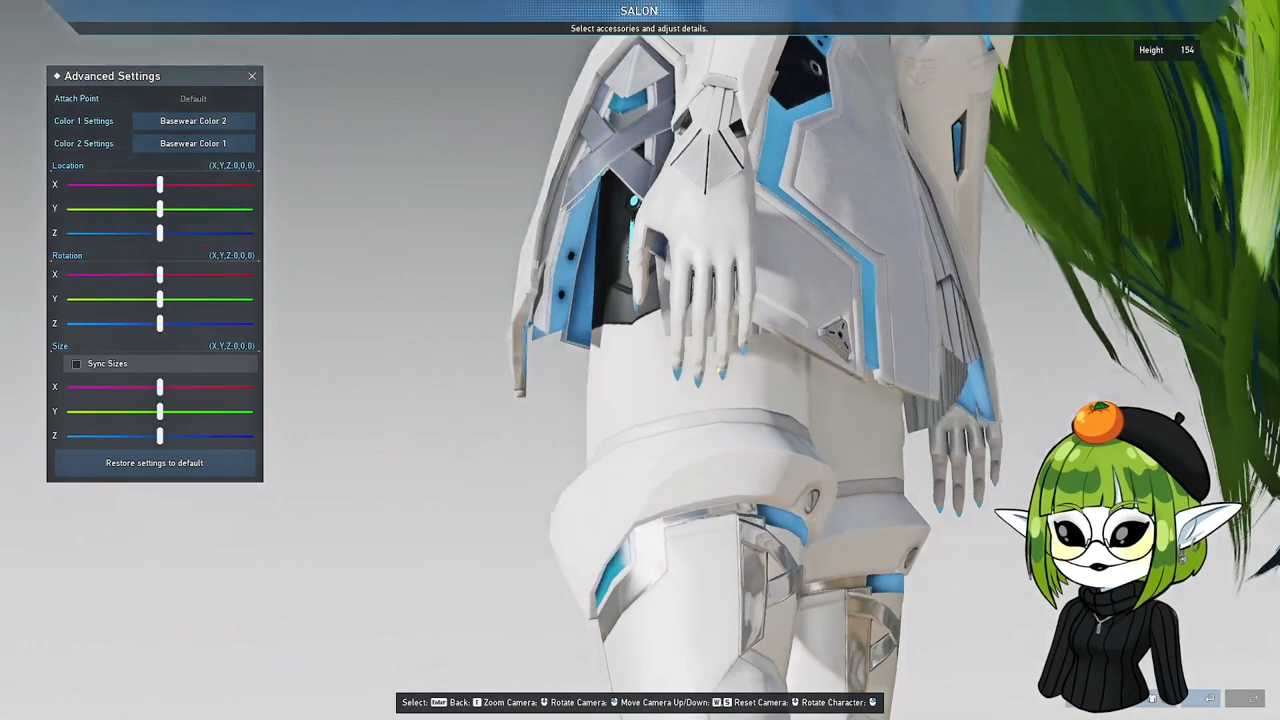 SALON
Select accessories and adjust details.
Height 154
Advanced Settings
Attach Point Default
Color 1 Settings Basewear Color 2
Color 2 Settings Basewear Color 1
Location (X,Y,Z:0,0,0)
X
Y
Z
Rotation (X,Y,Z:0,0,0)
X
Y
Z
Size (X,Y,Z:0,0,0)
Sync Sizes
X
Y
Z
Restore settings to default
Select: Enter Back: Zoom Camera: Rotate Camera: Move Camera Up/Down: W S Reset Camera: Rotate Character: